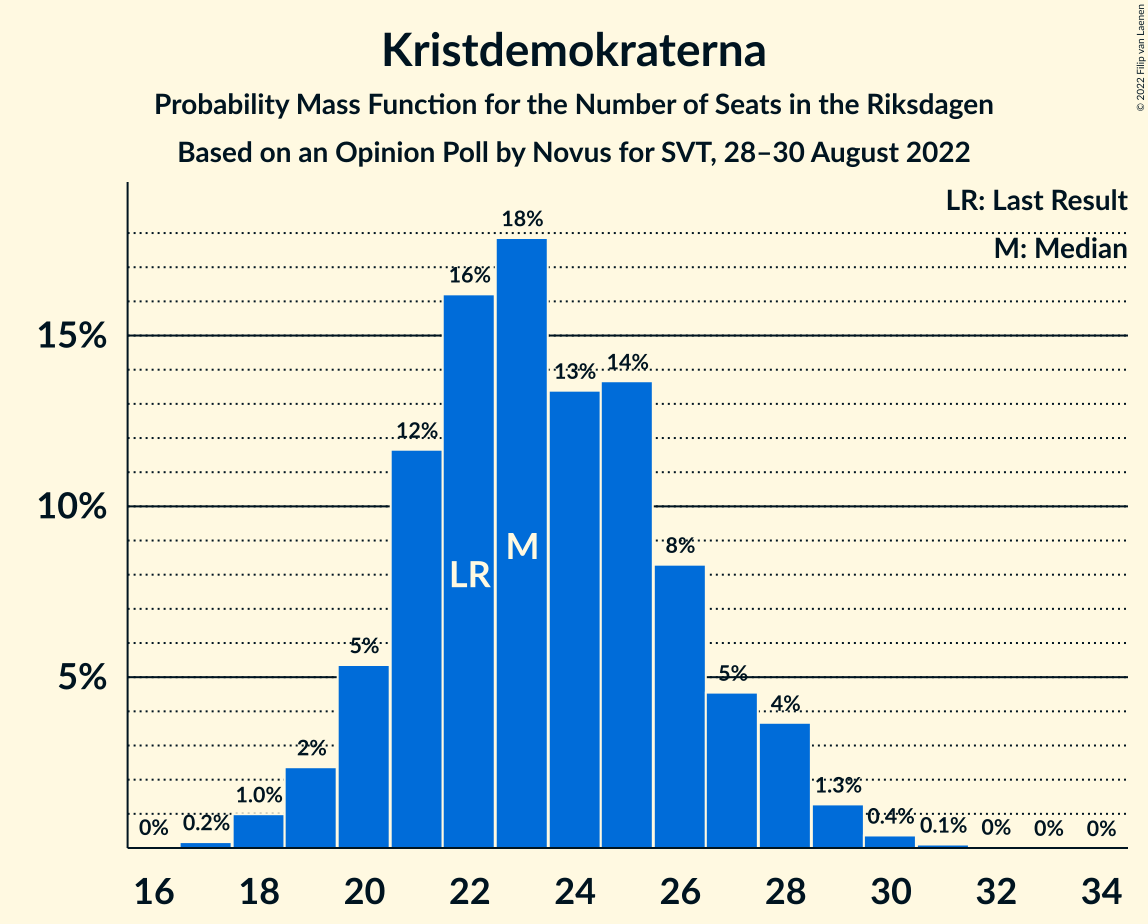 Kristdemokraterna
Probability Mass Function for the Number of Seats in the Riksdagen
Based on an Opinion Poll by Novus for SVT, 28–30 August 2022
© 2022 Filip van Laenen
LR: Last Result
M: Median
15%
10%
5%
0%
0.2%
1.0%
2%
5%
12%
16%
18%
13%
14%
8%
5%
4%
1.3%
0.4%
0.1%
0%
0%
0%
LR
M
16 18 20 22 24 26 28 30 32 34